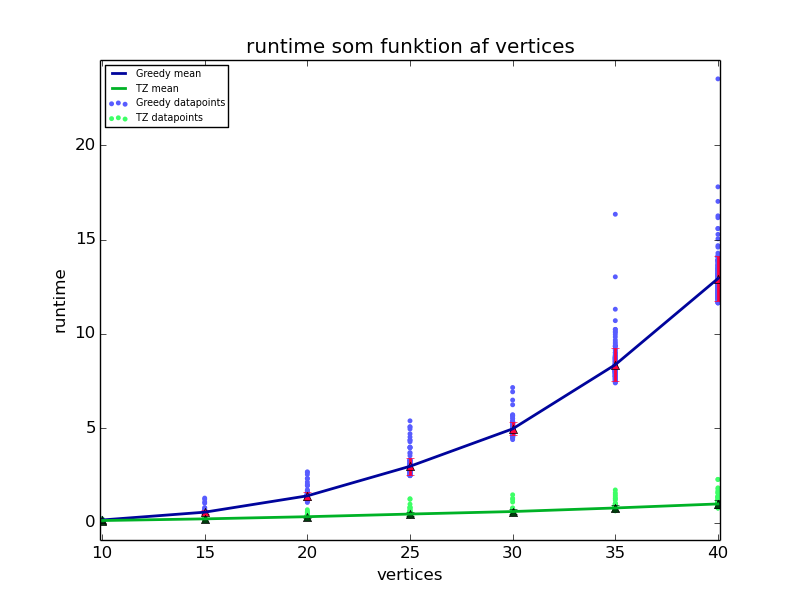 runtime som funktion af vertices
Greedy mean
TZ mean
Greedy datapoints
TZ datapoints
20
15
10
5
0
runtime
10 15 20 25 30 35 40
vertices